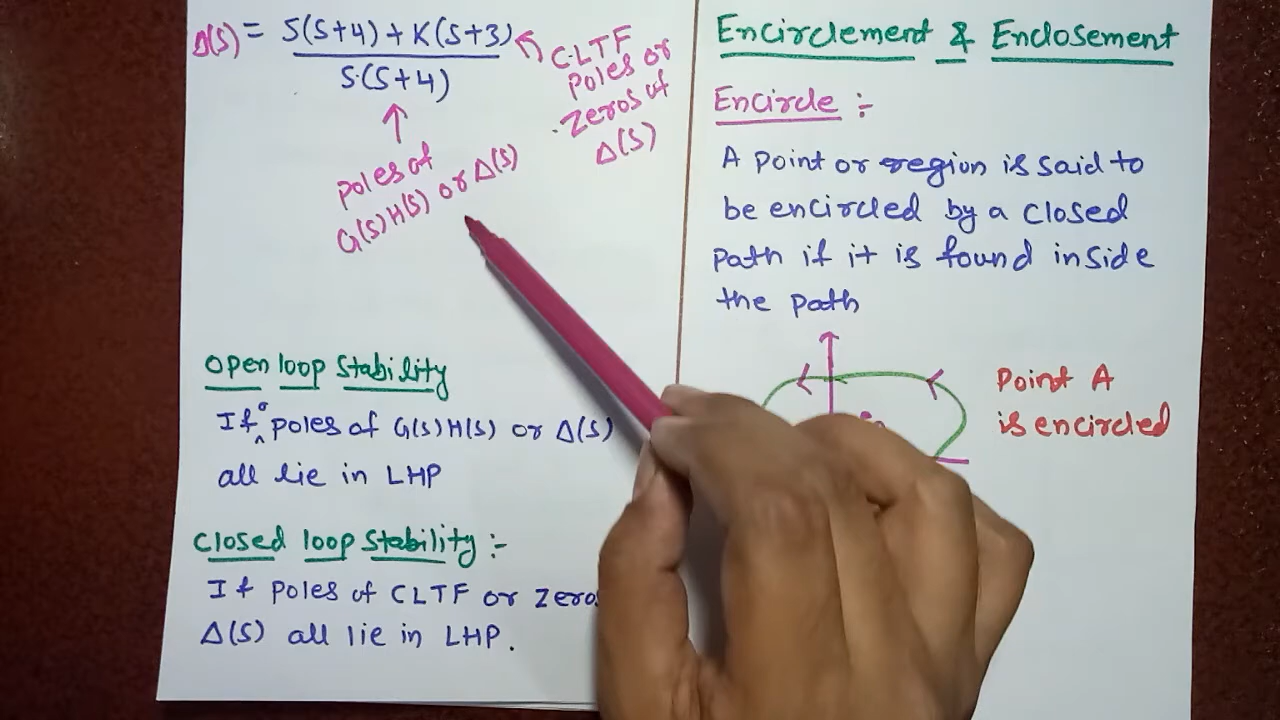 Δ(S) = S(S+4) + K(S+3)
S·(S+4)
C·LTF
Poles or
Zeros of
Δ(S)
Poles of
G(S)H(S) or Δ(S)
Open loop Stability
If poles of G(S)H(S) or Δ(S)
all lie in LHP
Closed loop Stability :-
If Poles of CLTF or
Δ(S) all lie in LHP.
Encirclement & Enclosement
Encircle :-
A Point or region is said to
be encircled by a closed
Path if it is found inside
the path
Point A
is encircled